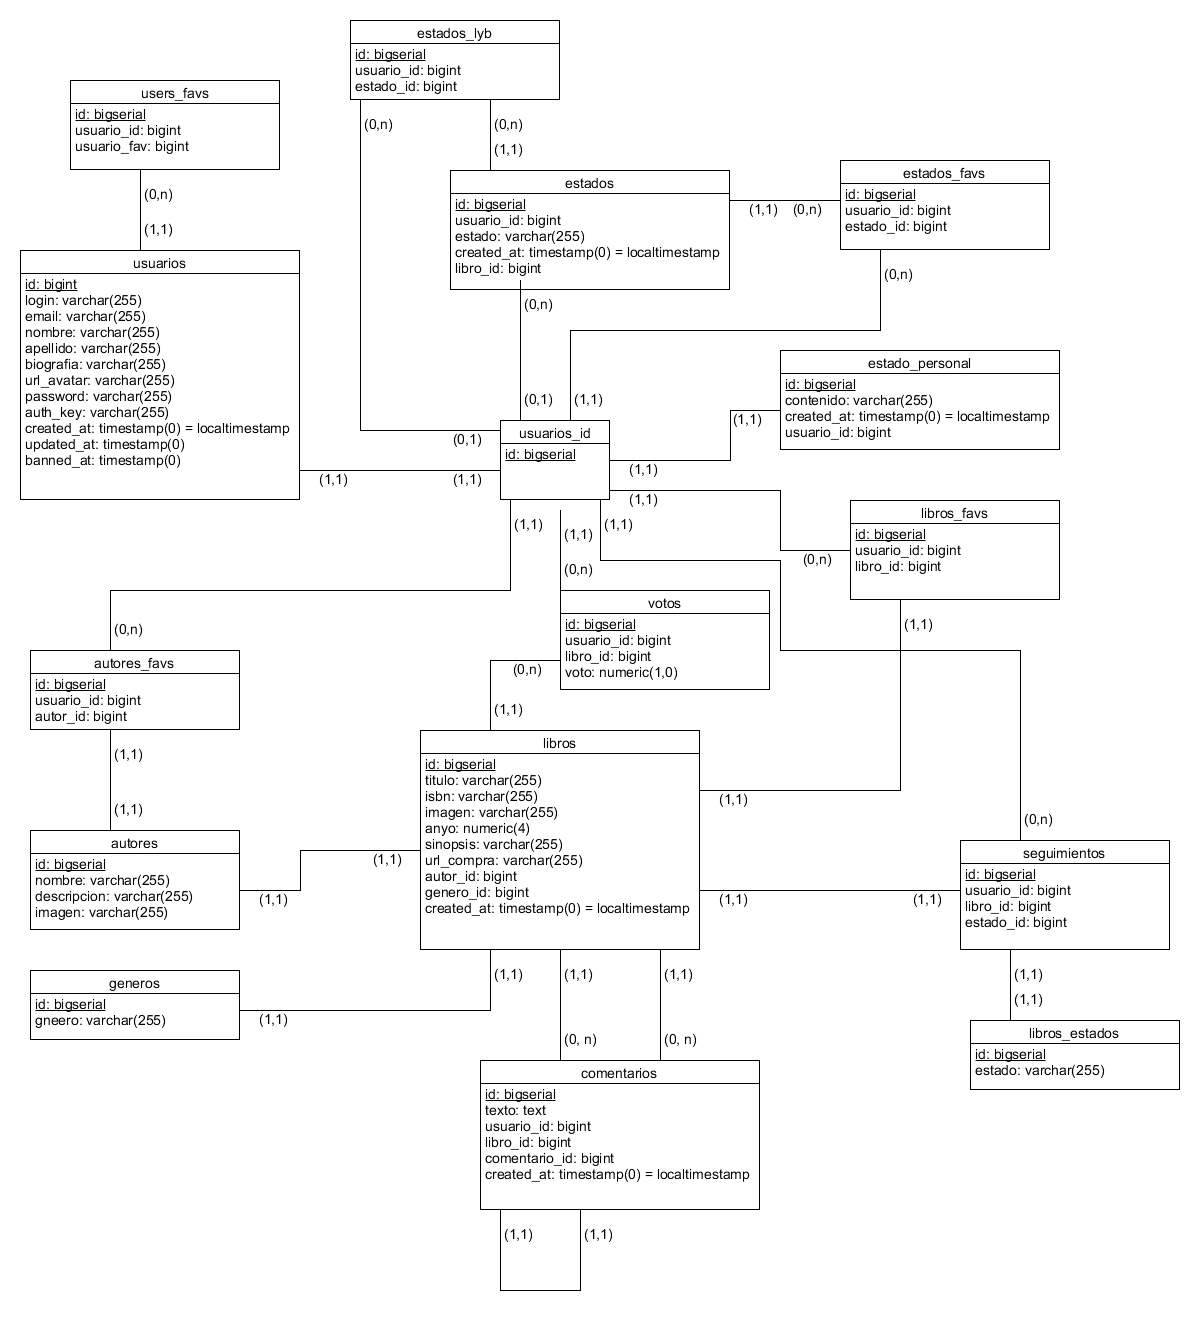 estados_lyb
id: bigserial
usuario_id: bigint
estado_id: bigint
users_favs
id: bigserial
usuario_id: bigint
usuario_fav: bigint
(0,n)
(0,n)
(1,1)
estados
id: bigserial
usuario_id: bigint
estado: varchar(255)
created_at: timestamp(0) = localtimestamp
libro_id: bigint
(1,1)
(0,n)
estados_favs
id: bigserial
usuario_id: bigint
estado_id: bigint
(0,n)
(1,1)
usuarios
id: bigint
login: varchar(255)
email: varchar(255)
nombre: varchar(255)
apellido: varchar(255)
biografia: varchar(255)
url_avatar: varchar(255)
password: varchar(255)
auth_key: varchar(255)
created_at: timestamp(0) = localtimestamp
updated_at: timestamp(0)
banned_at: timestamp(0)
(0,n)
(0,n)
(0,1)
(1,1)
estado_personal
id: bigserial
contenido: varchar(255)
created_at: timestamp(0) = localtimestamp
usuario_id: bigint
(1,1)
(0,1)
usuarios_id
id: bigserial
(1,1)
(1,1)
(1,1)
(1,1)
libros_favs
id: bigserial
usuario_id: bigint
libro_id: bigint
(0,n)
(1,1)
(1,1)
(1,1)
(1,1)
(0,n)
votos
id: bigserial
usuario_id: bigint
libro_id: bigint
voto: numeric(1,0)
(0,n)
(1,1)
(0,n)
autores_favs
id: bigserial
usuario_id: bigint
autor_id: bigint
(1,1)
(1,1)
autores
id: bigserial
nombre: varchar(255)
descripcion: varchar(255)
imagen: varchar(255)
(1,1)
(1,1)
libros
id: bigserial
titulo: varchar(255)
isbn: varchar(255)
imagen: varchar(255)
anyo: numeric(4)
sinopsis: varchar(255)
url_compra: varchar(255)
autor_id: bigint
genero_id: bigint
created_at: timestamp(0) = localtimestamp
(1,1)
(1,1)
(1,1)
(0,n)
seguimientos
id: bigserial
usuario_id: bigint
libro_id: bigint
estado_id: bigint
(1,1)
(1,1)
libros_estados
id: bigserial
estado: varchar(255)
generos
id: bigserial
gneero: varchar(255)
(1,1)
(1,1)
(1,1)
(1,1)
(0, n)
(0, n)
comentarios
id: bigserial
texto: text
usuario_id: bigint
libro_id: bigint
comentario_id: bigint
created_at: timestamp(0) = localtimestamp
(1,1)
(1,1)